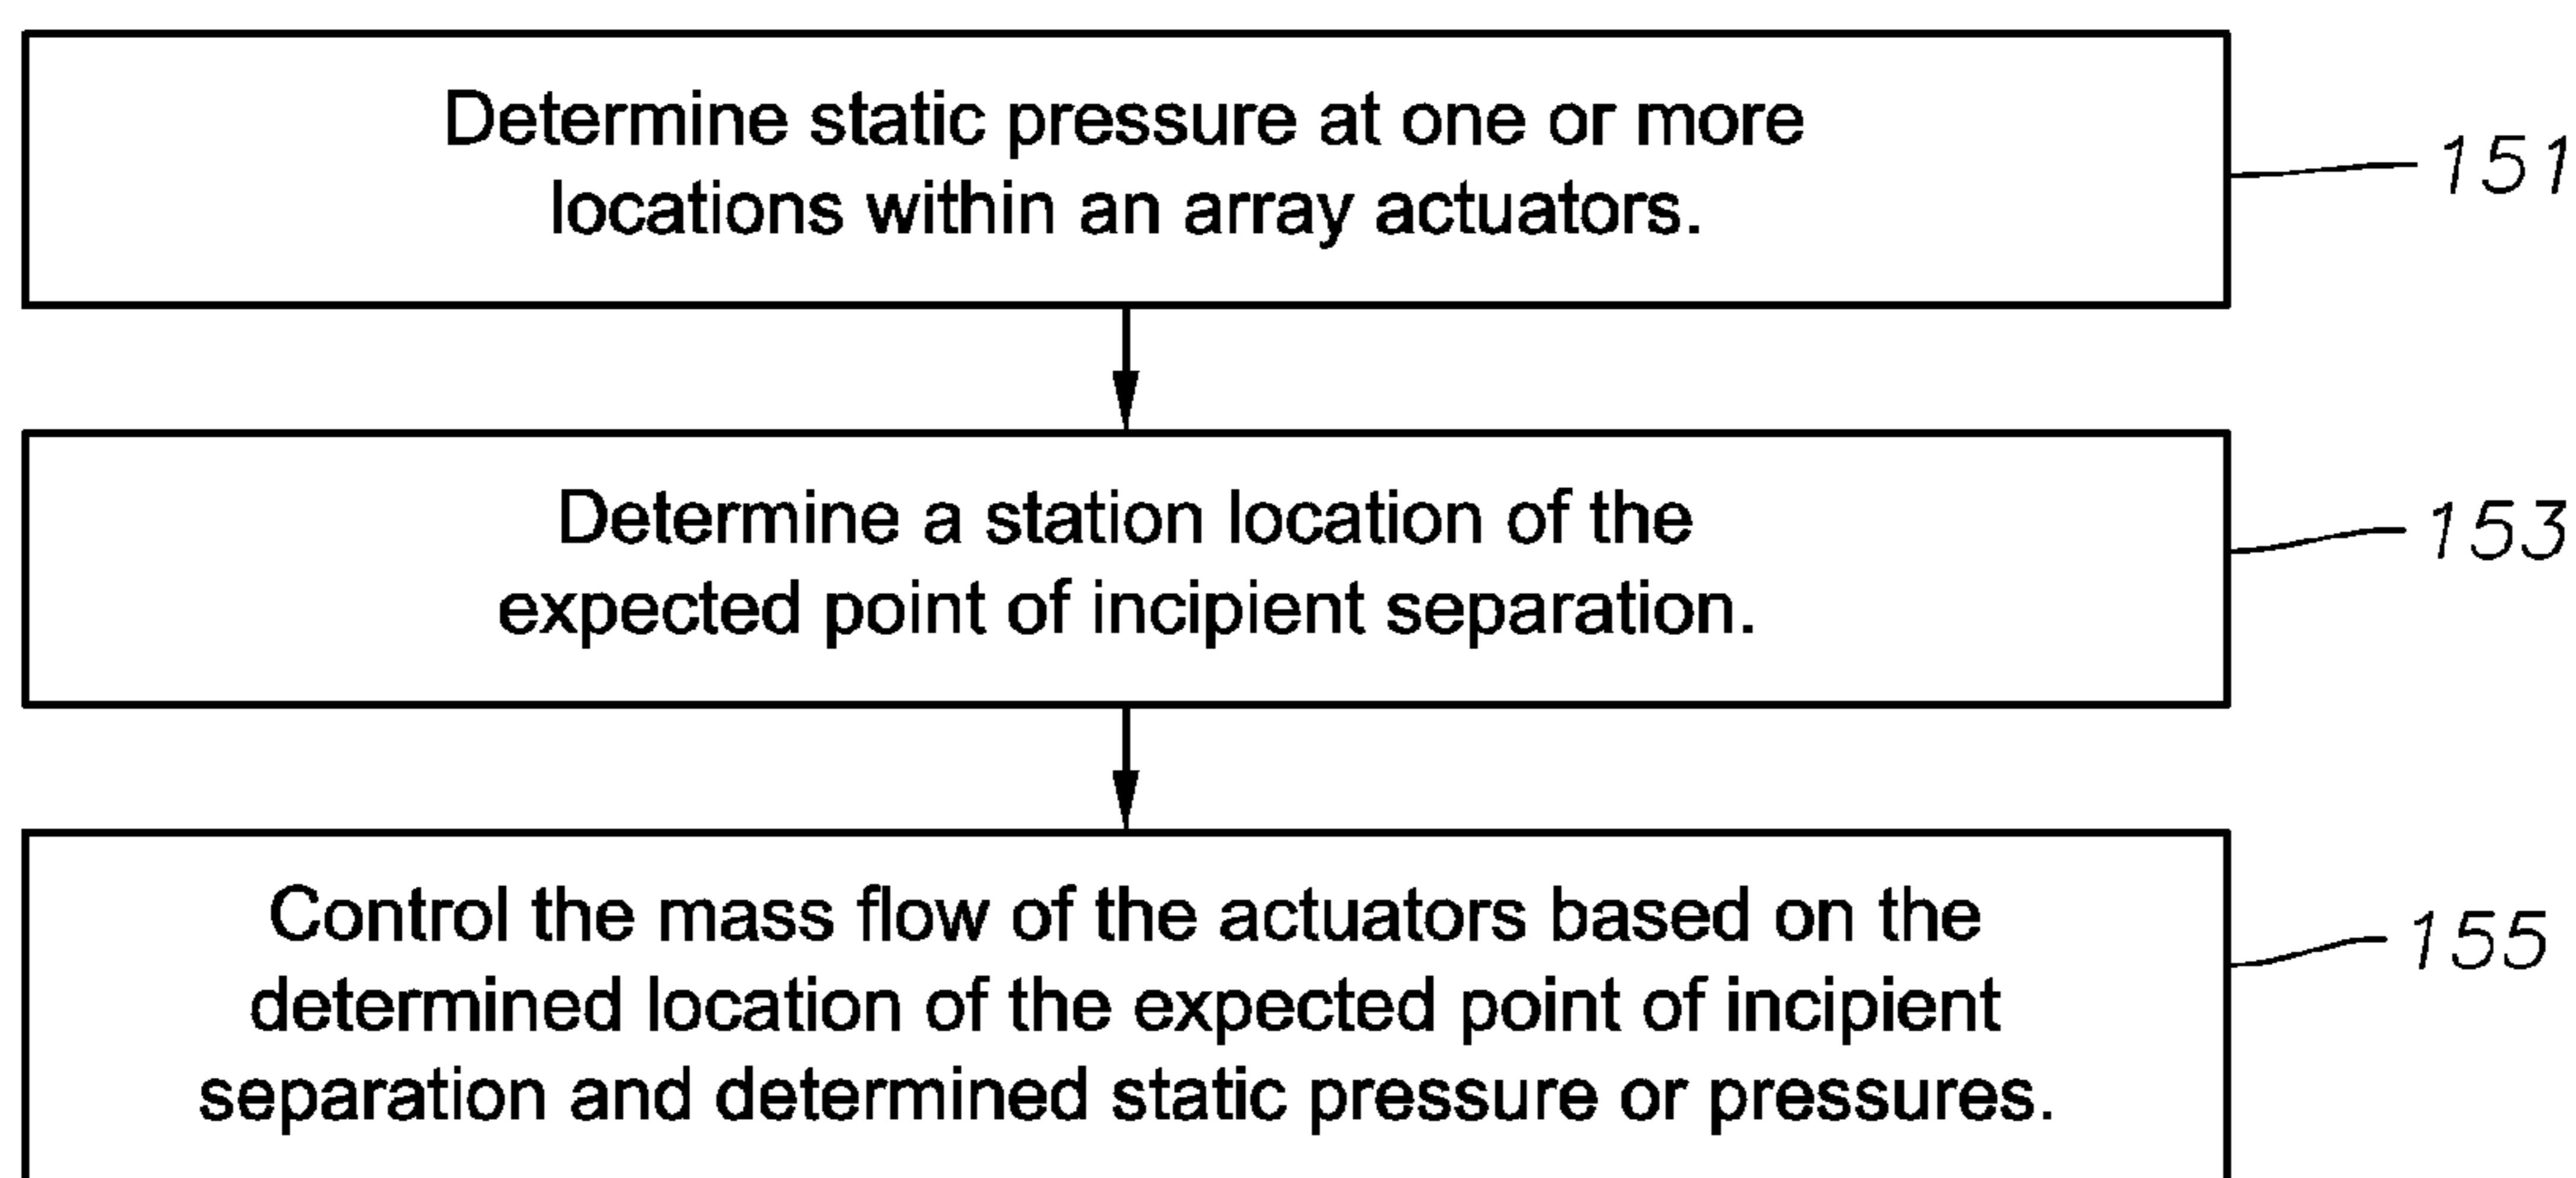 Determine static pressure at one or more
locations within an array actuators.
151
Determine a station location of the
expected point of incipient separation.
153
Control the mass flow of the actuators based on the
determined location of the expected point of incipient
separation and determined static pressure or pressures.
155